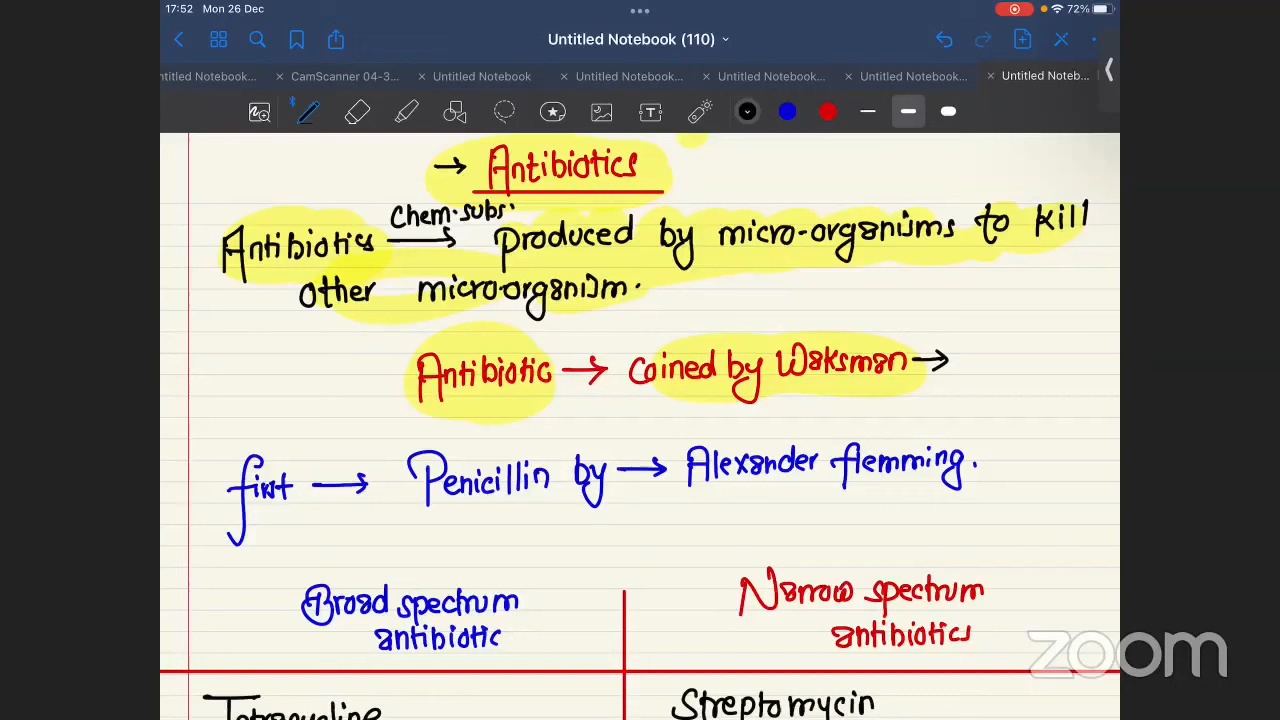 17:52 Mon 26 Dec
72%
Untitled Notebook (110)
ntitled Notebook...
CamScanner 04-3...
Untitled Notebook
Untitled Notebook...
Untitled Notebook...
Untitled Notebook...
Untitled Noteb...
→ Antibiotics
Chem. subs.
Antibiotics → produced by micro-organisms to kill
other microorganism.
Antibiotic → coined by Waksman →
first → Penicillin by → Alexander flemming.
Broad spectrum
antibiotic
Narrow spectrum
antibiotics
Tetracycline
Streptomycin
zoom